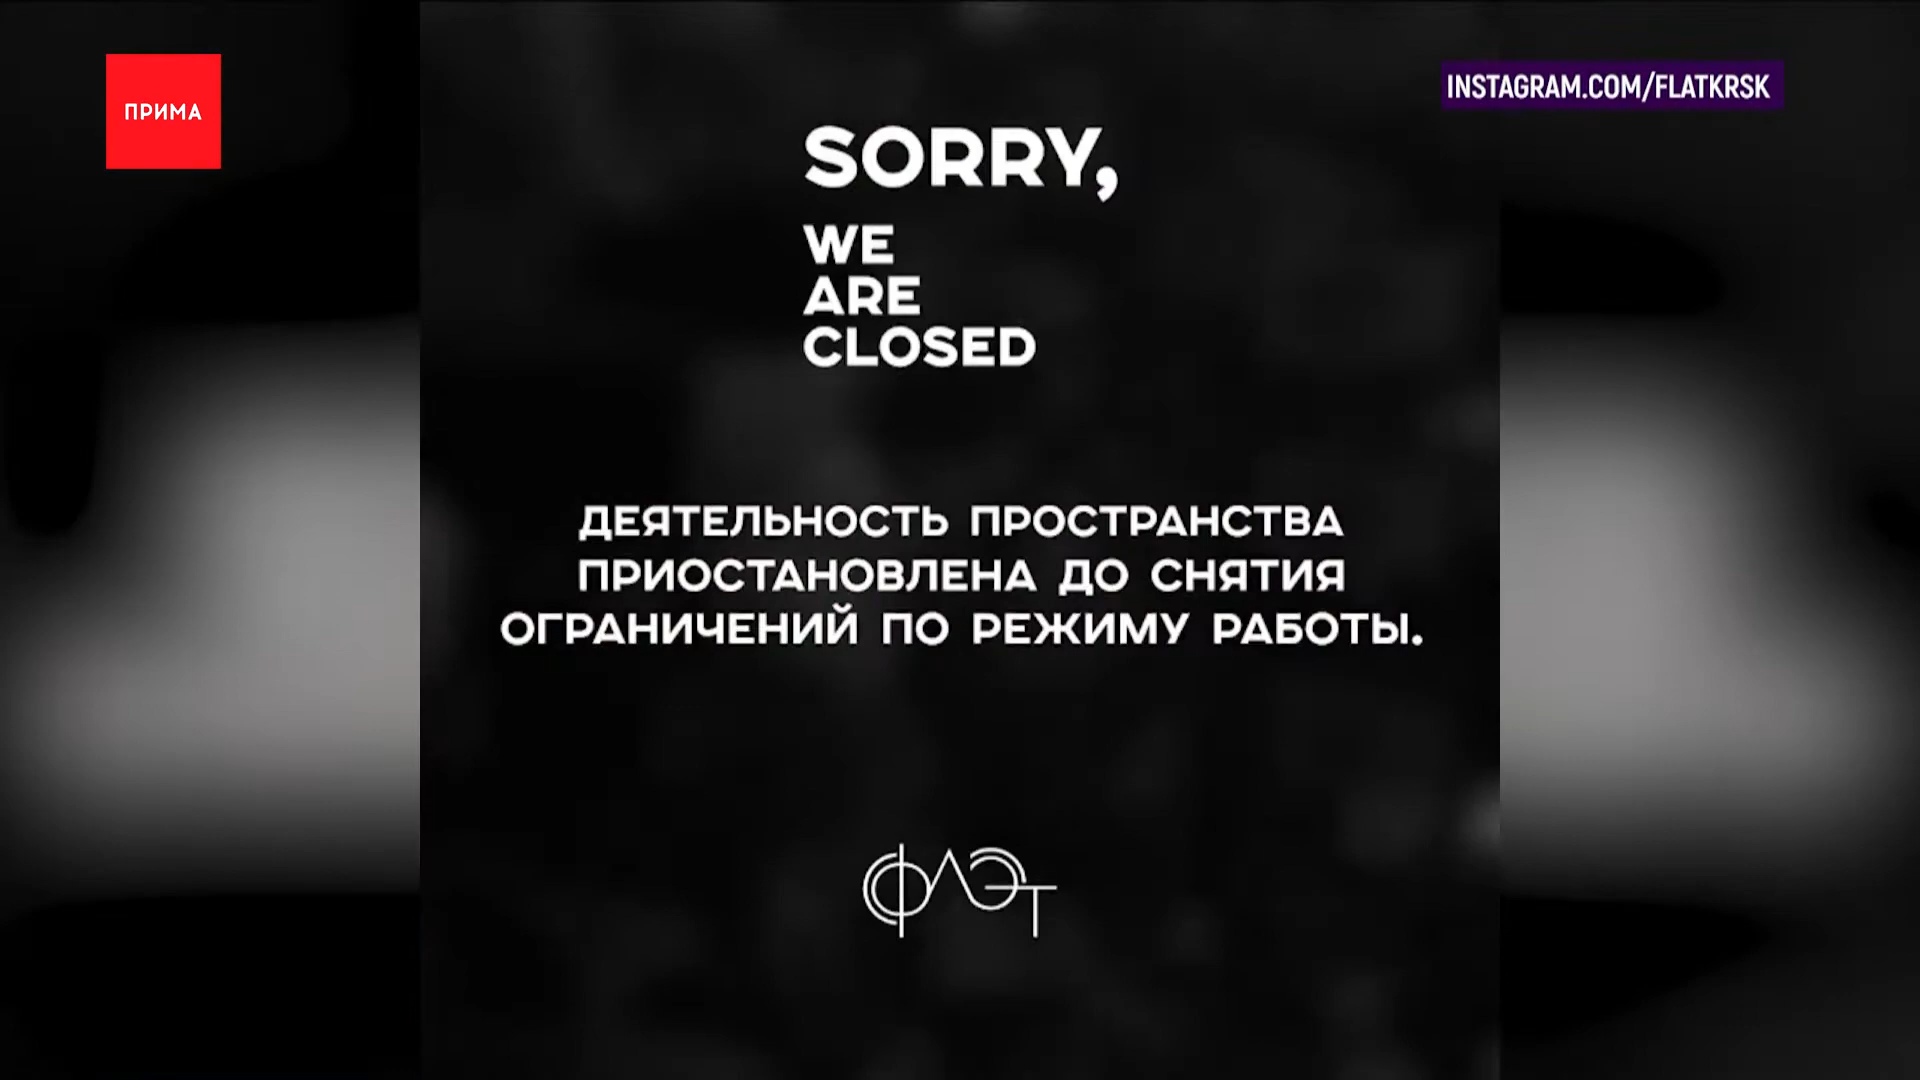 ПРИМА
INSTAGRAM.COM/FLATKRSK
SORRY,
WE
ARE
CLOSED
ДЕЯТЕЛЬНОСТЬ ПРОСТРАНСТВА
ПРИОСТАНОВЛЕНА ДО СНЯТИЯ
ОГРАНИЧЕНИЙ ПО РЕЖИМУ РАБОТЫ.
ФЛЭТ